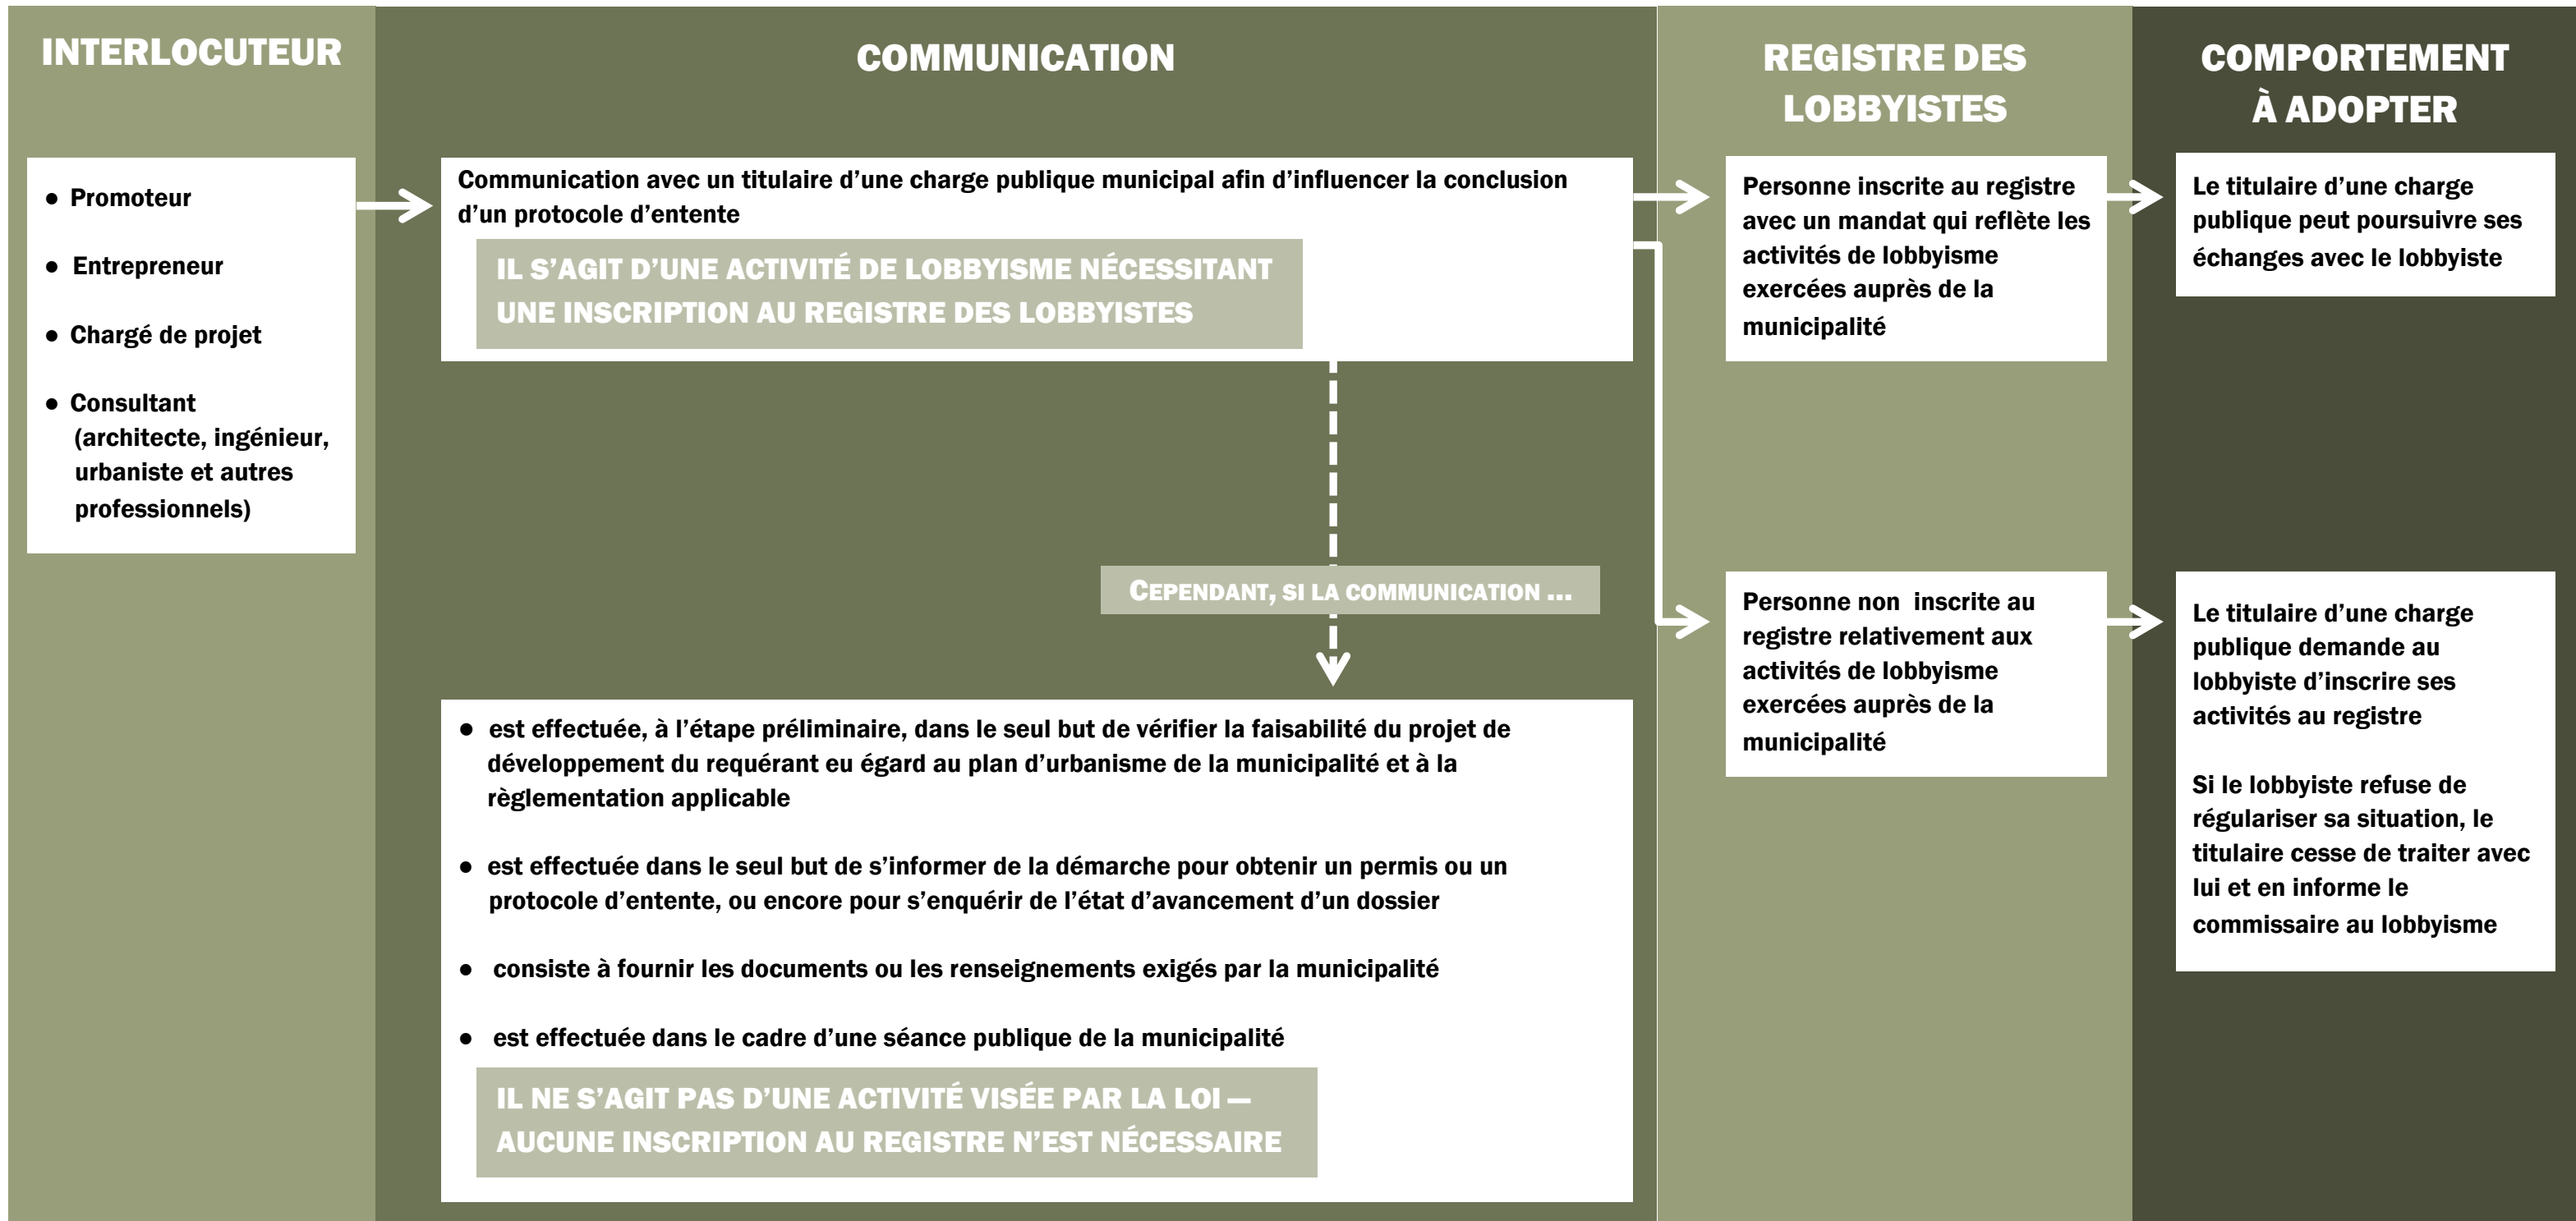 INTERLOCUTEUR
● Promoteur
● Entrepreneur
● Chargé de projet
● Consultant
(architecte, ingénieur,
urbaniste et autres
professionnels)
COMMUNICATION
Communication avec un titulaire d’une charge publique municipal afin d’influencer la conclusion
d’un protocole d’entente
IL S’AGIT D’UNE ACTIVITÉ DE LOBBYISME NÉCESSITANT
UNE INSCRIPTION AU REGISTRE DES LOBBYISTES
CEPENDANT, SI LA COMMUNICATION ...
● est effectuée, à l’étape préliminaire, dans le seul but de vérifier la faisabilité du projet de
développement du requérant eu égard au plan d’urbanisme de la municipalité et à la
règlementation applicable
● est effectuée dans le seul but de s’informer de la démarche pour obtenir un permis ou un
protocole d’entente, ou encore pour s’enquérir de l’état d’avancement d’un dossier
● consiste à fournir les documents ou les renseignements exigés par la municipalité
● est effectuée dans le cadre d’une séance publique de la municipalité
IL NE S’AGIT PAS D’UNE ACTIVITÉ VISÉE PAR LA LOI —
AUCUNE INSCRIPTION AU REGISTRE N’EST NÉCESSAIRE
REGISTRE DES
LOBBYISTES
Personne inscrite au registre
avec un mandat qui reflète les
activités de lobbyisme
exercées auprès de la
municipalité
Personne non inscrite au
registre relativement aux
activités de lobbyisme
exercées auprès de la
municipalité
COMPORTEMENT
À ADOPTER
Le titulaire d’une charge
publique peut poursuivre ses
échanges avec le lobbyiste
Le titulaire d’une charge
publique demande au
lobbyiste d’inscrire ses
activités au registre
Si le lobbyiste refuse de
régulariser sa situation, le
titulaire cesse de traiter avec
lui et en informe le
commissaire au lobbyisme